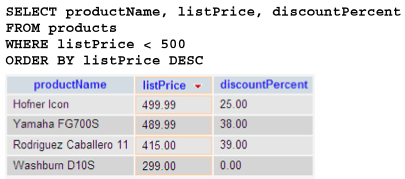 SELECT productName, listPrice, discountPercent
FROM products
WHERE listPrice < 500
ORDER BY listPrice DESC
productName listPrice discountPercent
Hofner Icon 499.99 25.00
Yamaha FG700S 489.99 38.00
Rodriguez Caballero 11 415.00 39.00
Washburn D10S 299.00 0.00